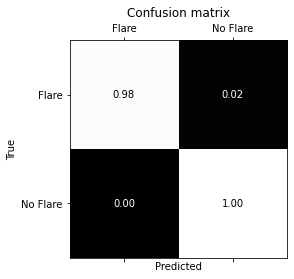 Confusion matrix
Flare No Flare
Flare 0.98 0.02
True
No Flare 0.00 1.00
Predicted